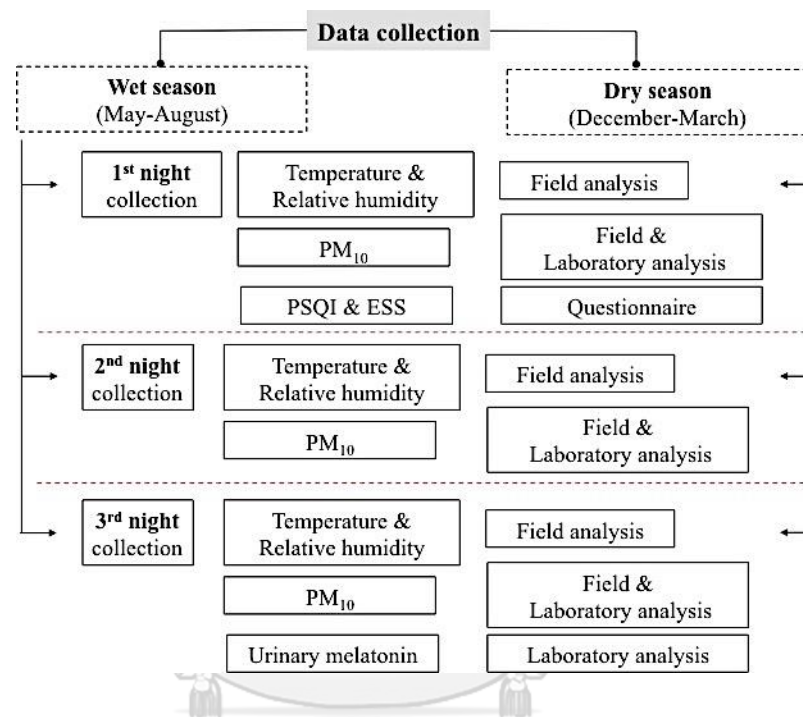 Data collection
Wet season
(May-August)
Dry season
(December-March)
1st night
collection
Temperature &
Relative humidity
Field analysis
PM10
Field &
Laboratory analysis
PSQI & ESS
Questionnaire
2nd night
collection
Temperature &
Relative humidity
Field analysis
PM10
Field &
Laboratory analysis
3rd night
collection
Temperature &
Relative humidity
Field analysis
PM10
Field &
Laboratory analysis
Urinary melatonin
Laboratory analysis